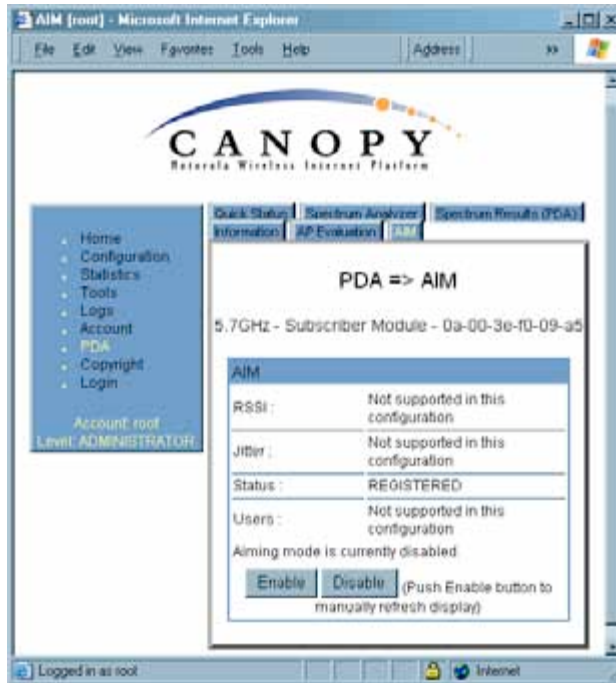 AIM [root] - Microsoft Internet Explorer
File Edit View Favorites Tools Help Address »
CANOPY
Motorola Wireless Internet Platform
Quick Status Spectrum Analyzer Spectrum Results (PDA)
Information AP Evaluation AIM
Home
Configuration
Statistics
Tools
Logs
Account
PDA
Copyright
Login
Account: root
Level: ADMINISTRATOR
PDA => AIM
5.7GHz - Subscriber Module - 0a-00-3e-f0-09-a5
AIM
RSSI : Not supported in this
configuration
Jitter : Not supported in this
configuration
Status : REGISTERED
Users : Not supported in this
configuration
Aiming mode is currently disabled
Enable Disable (Push Enable button to
manually refresh display)
Logged in as root Internet